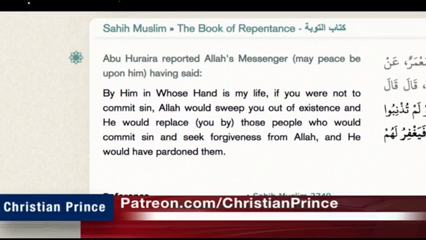 Sahih Muslim » The Book of Repentance - كتاب التوبة
Abu Huraira reported Allah's Messenger (may peace be
upon him) having said:
By Him in Whose Hand is my life, if you were not to
commit sin, Allah would sweep you out of existence and
He would replace (you by) those people who would
commit sin and seek forgiveness from Allah, and He
would have pardoned them.
مَعْمَرٌ، عَنْ
، قَالَ قَالَ
لَمْ تُذْنِبُوا
فَيَغْفِرُ لَهُمْ
Sahih Muslim 2749
Christian Prince
Patreon.com/ChristianPrince